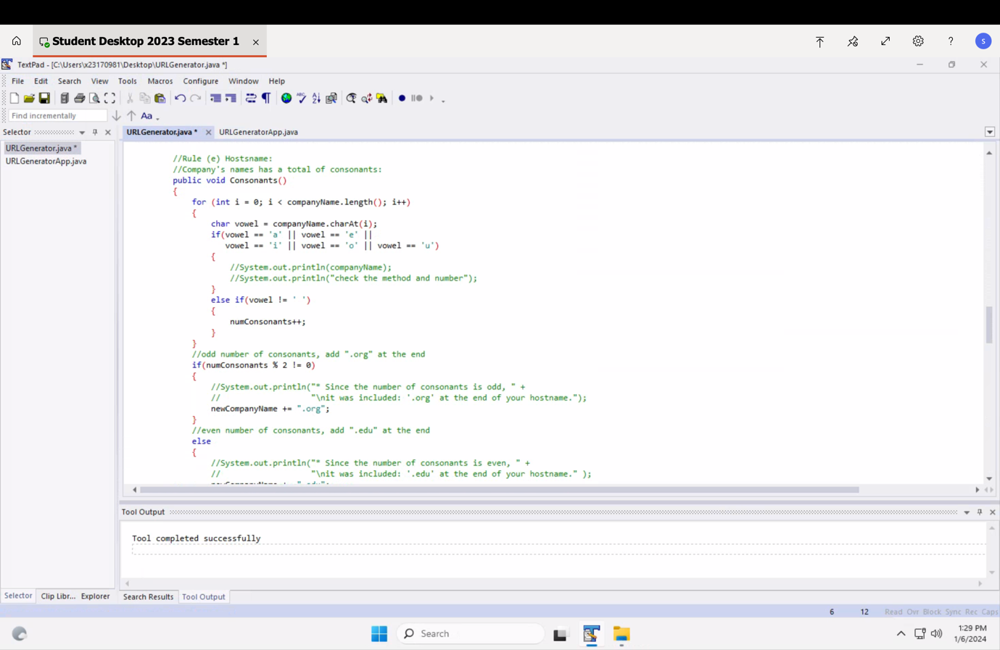 Student Desktop 2023 Semester 1
?
S
TextPad - [C:\Users\x23170981\Desktop\URLGenerator.java *]
File Edit Search View Tools Macros Configure Window Help
Find incrementally
Aa
Selector
URLGenerator.java *
URLGeneratorApp.java
URLGenerator.java *
URLGeneratorApp.java
//Rule (e) Hostsname:
//Company's names has a total of consonants:
public void Consonants()
{
for (int i = 0; i < companyName.length(); i++)
{
char vowel = companyName.charAt(i);
if(vowel == 'a' || vowel == 'e' ||
vowel == 'i' || vowel == 'o' || vowel == 'u')
{
//System.out.println(companyName);
//System.out.println("check the method and number");
}
else if(vowel != ' ')
{
numConsonants++;
}
}
//odd number of consonants, add ".org" at the end
if(numConsonants % 2 != 0)
{
//System.out.println("* Since the number of consonants is odd, " +
// "\nit was included: '.org' at the end of your hostname.");
newCompanyName += ".org";
}
//even number of consonants, add ".edu" at the end
else
{
//System.out.println("* Since the number of consonants is even, " +
// "\nit was included: '.edu' at the end of your hostname." );
newCompanyName += ".edu";
Tool Output
Tool completed successfully
Selector Clip Libr... Explorer
Search Results Tool Output
6 12 Read Ovr Block Sync Rec Caps
Search
1:29 PM
1/6/2024